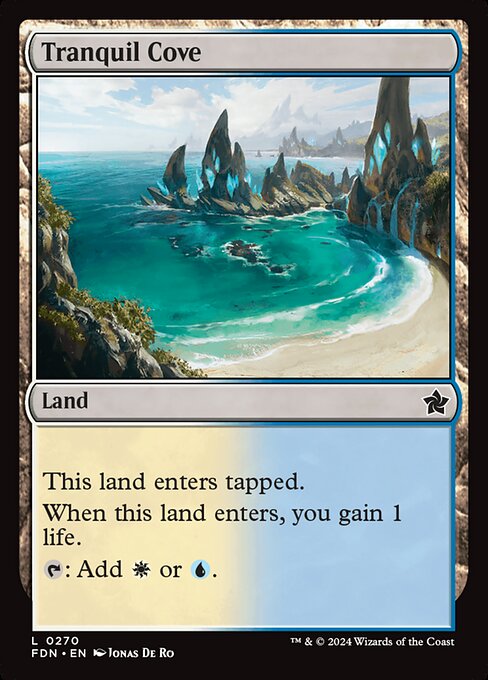 Tranquil Cove
Land
This land enters tapped.
When this land enters, you gain 1
life.
: Add or .
L 0270
FDN • EN Jonas De Ro
™ & © 2024 Wizards of the Coast